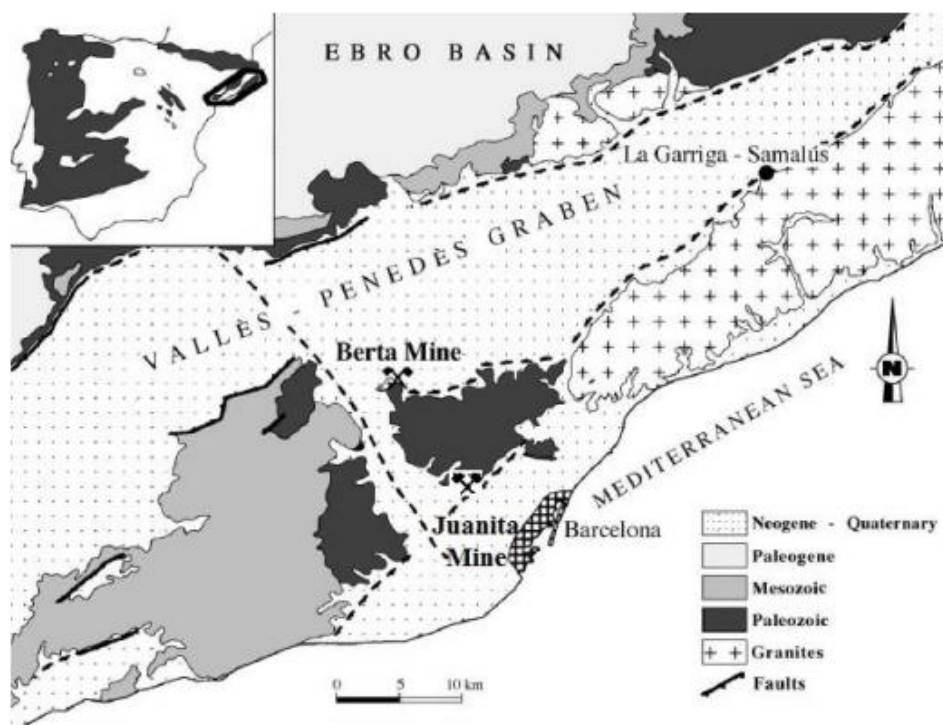 EBRO BASIN
La Garriga - Samalús
VALLÈS - PENEDÈS GRABEN
Berta Mine
N
MEDITERRANEAN SEA
Juanita
Mine
Barcelona
Neogene - Quaternary
Paleogene
Mesozoic
Paleozoic
Granites
Faults
0 5 10 km